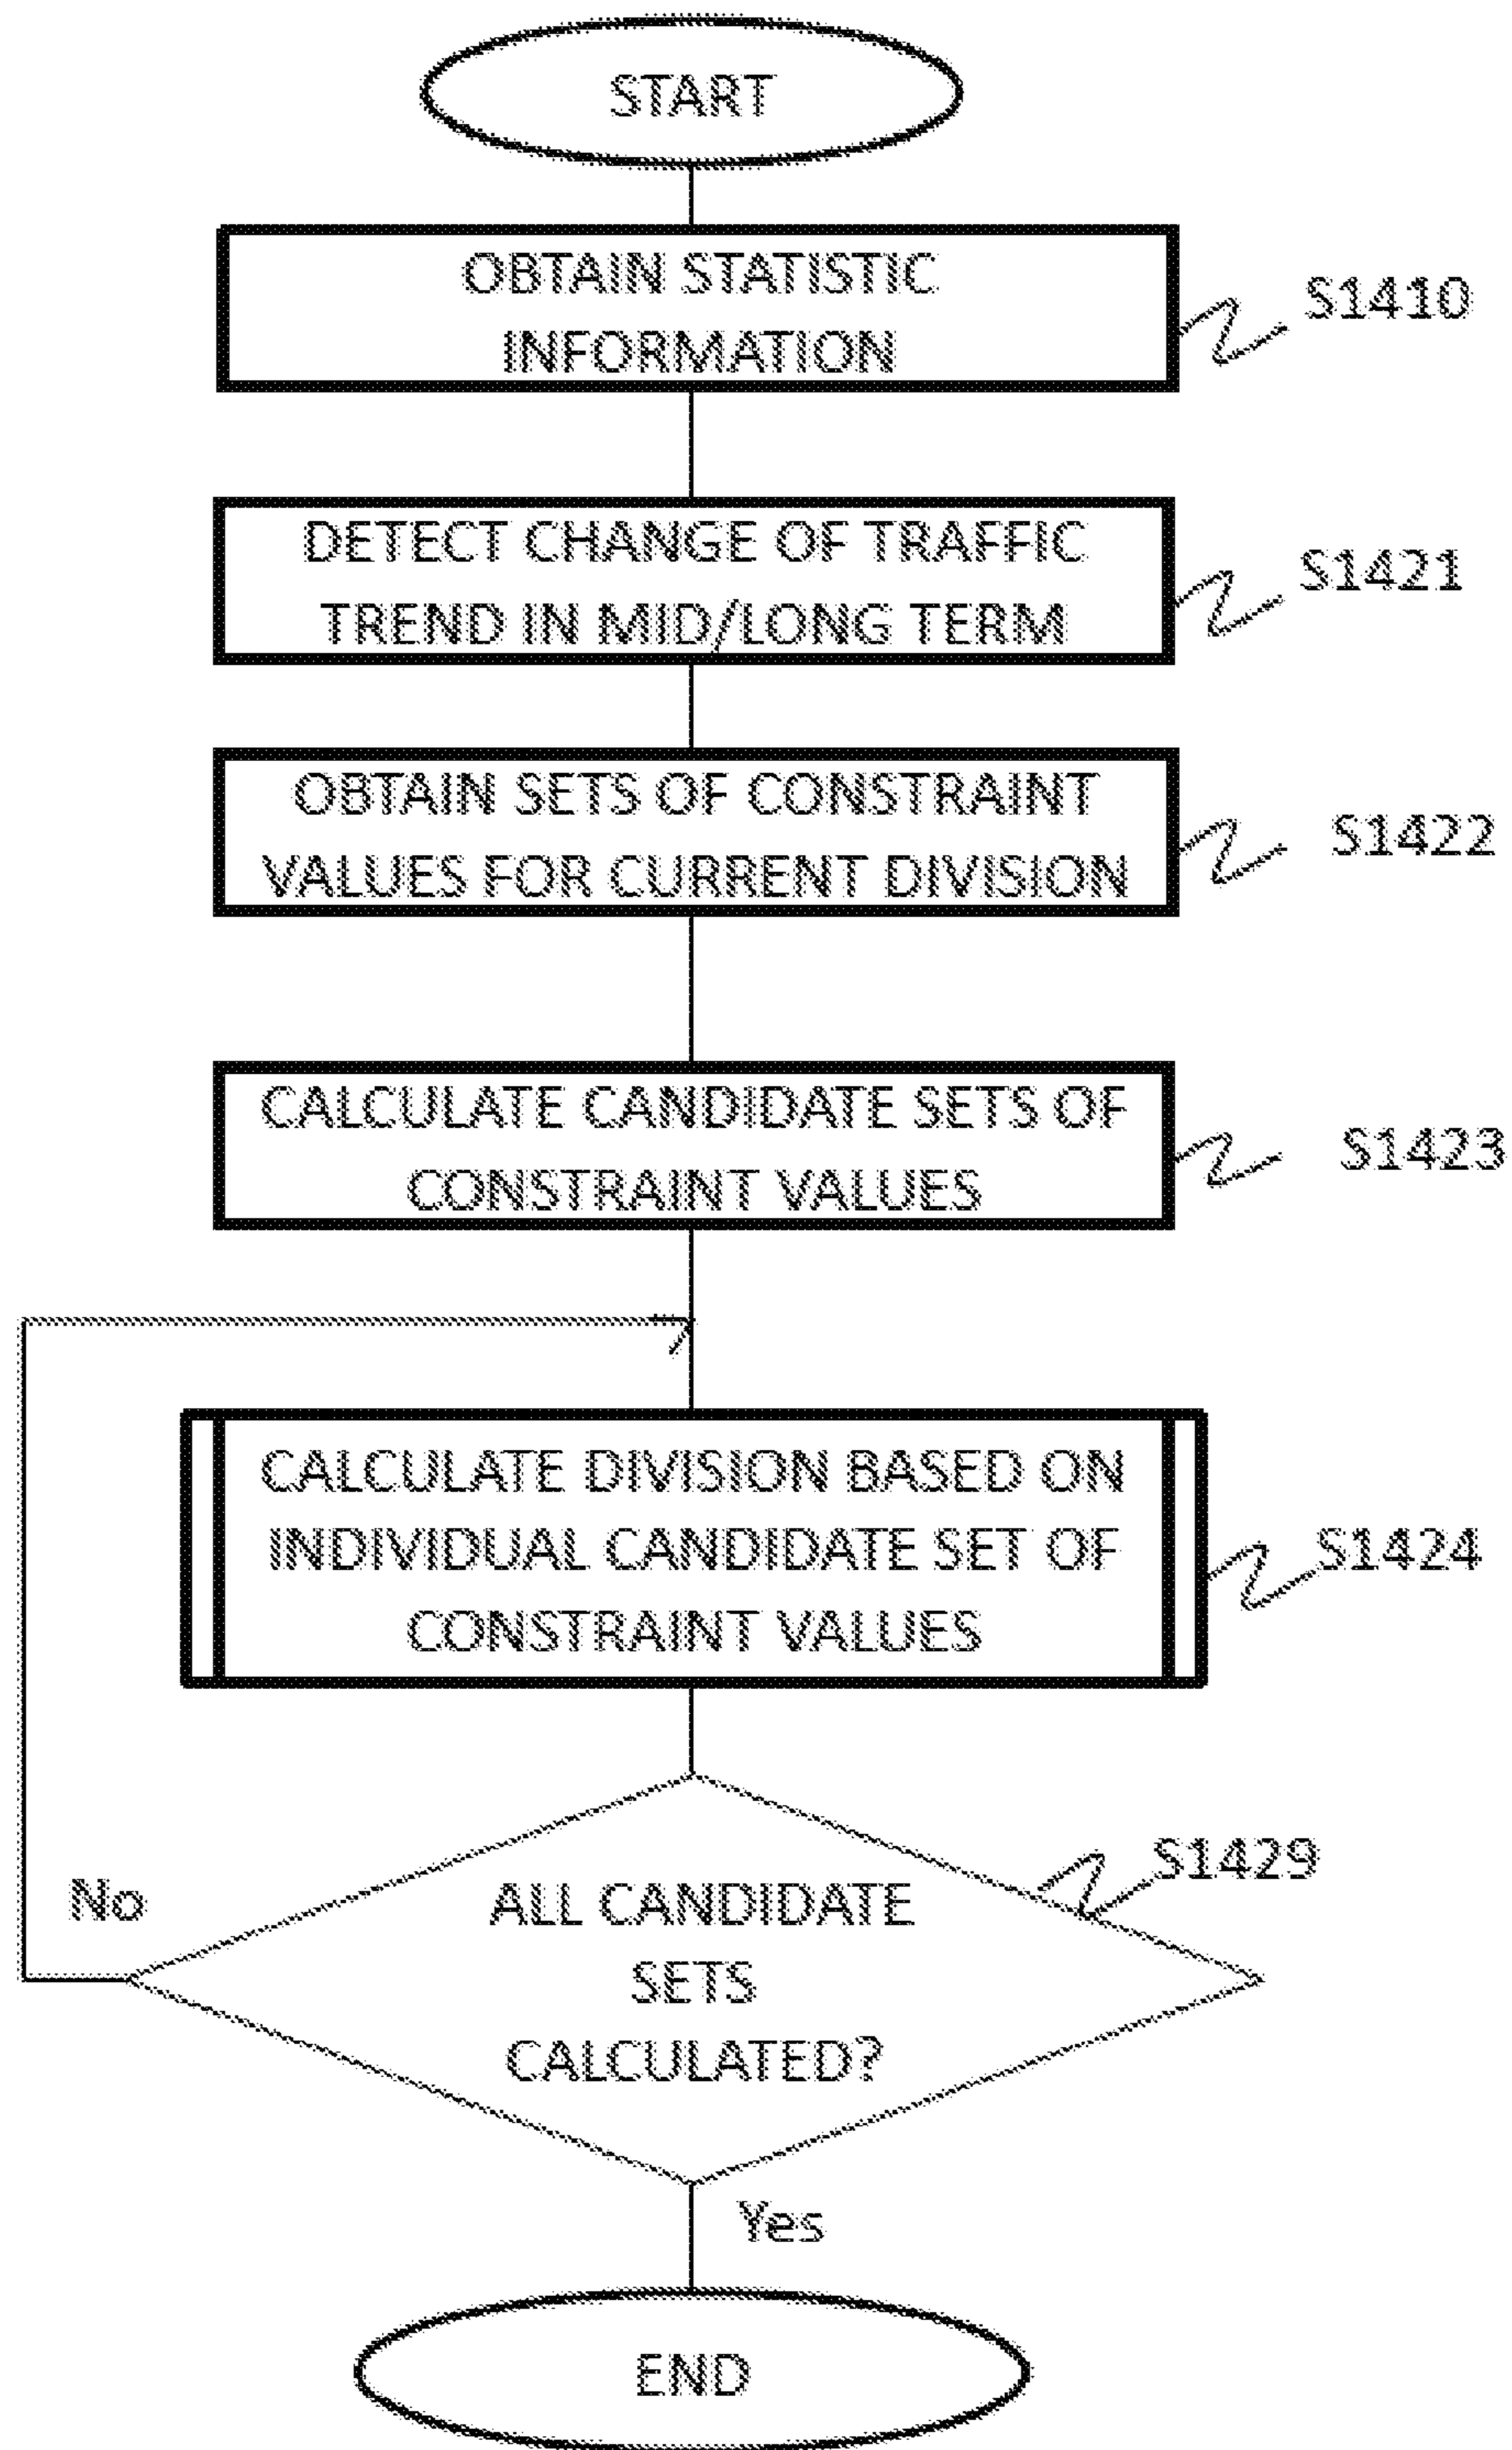 START
OBTAIN STATISTIC
INFORMATION
S1410
DETECT CHANGE OF TRAFFIC
TREND IN MID/LONG TERM
S1421
OBTAIN SETS OF CONSTRAINT
VALUES FOR CURRENT DIVISION
S1422
CALCULATE CANDIDATE SETS OF
CONSTRAINT VALUES
S1423
CALCULATE DIVISION BASED ON
INDIVIDUAL CANDIDATE SET OF
CONSTRAINT VALUES
S1424
S1429
No
ALL CANDIDATE
SETS
CALCULATED?
Yes
END